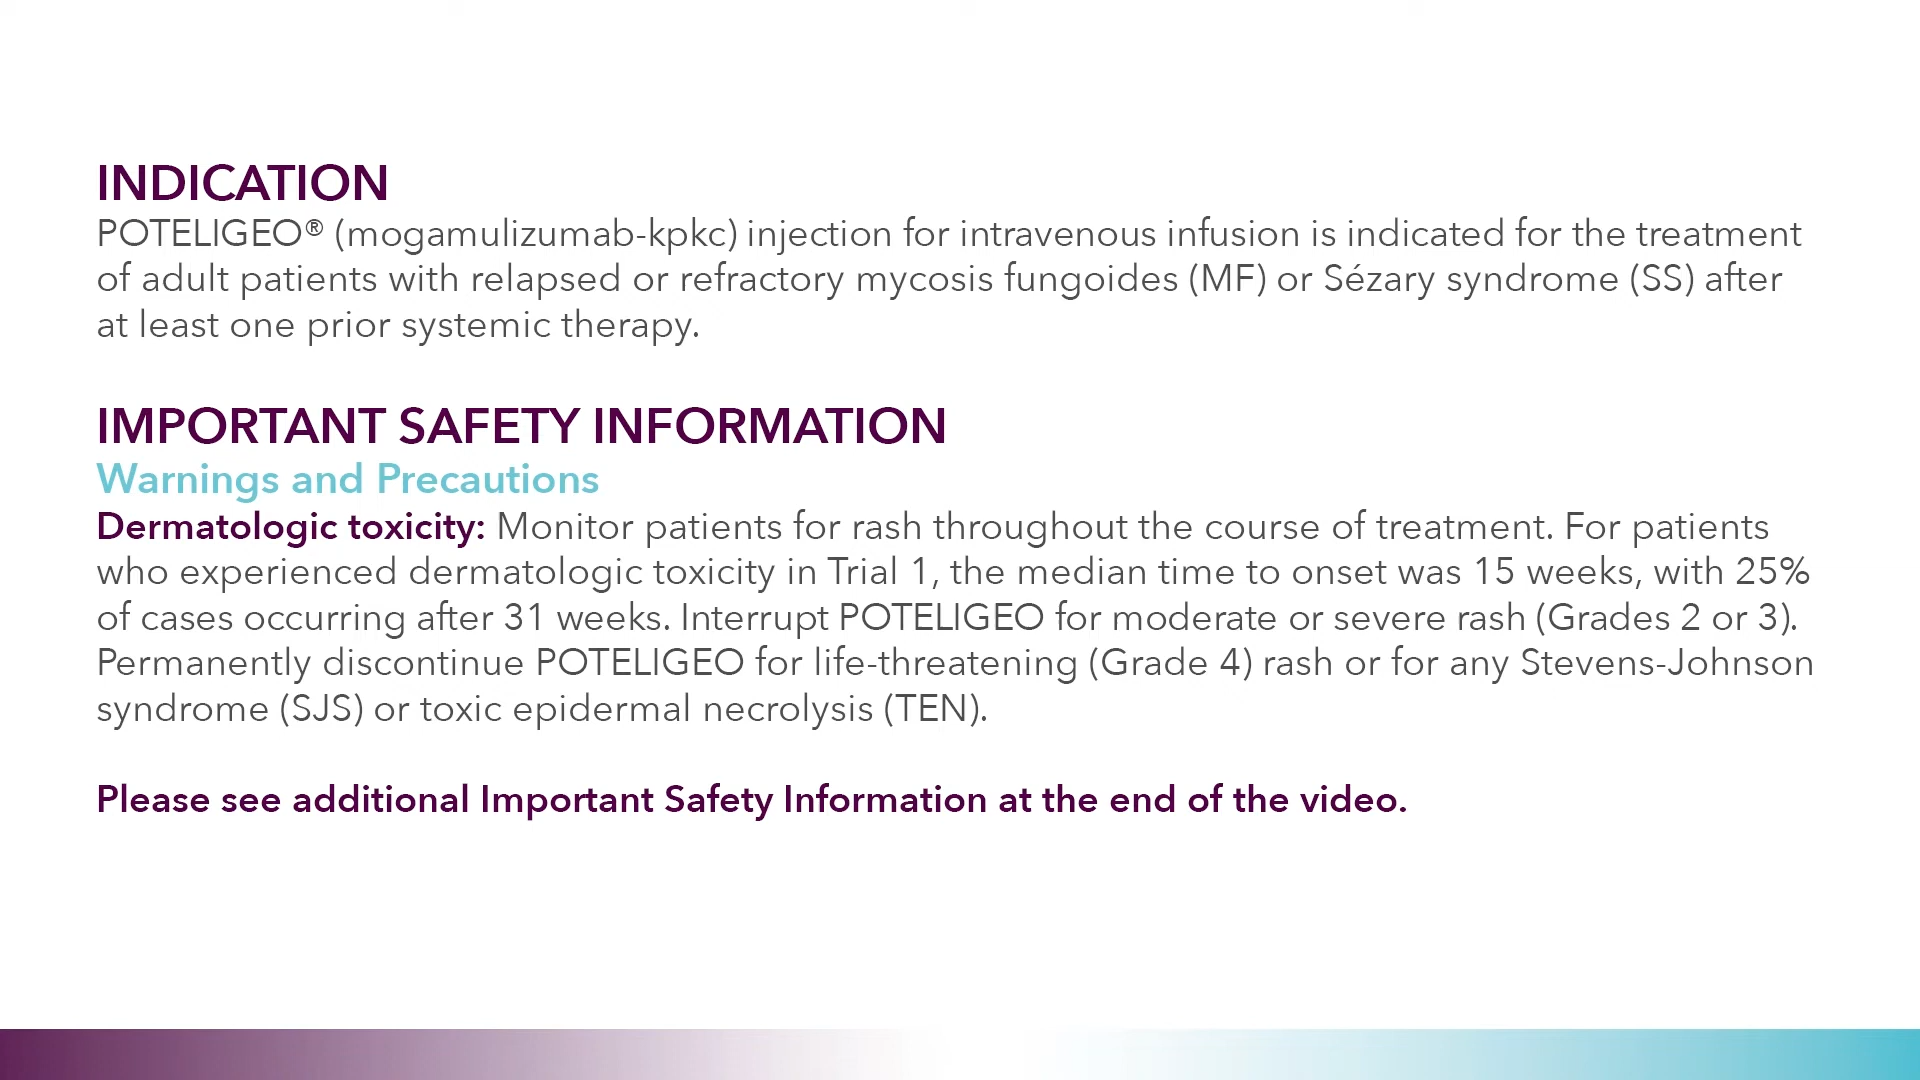 INDICATION
POTELIGEO® (mogamulizumab-kpkc) injection for intravenous infusion is indicated for the treatment
of adult patients with relapsed or refractory mycosis fungoides (MF) or Sézary syndrome (SS) after
at least one prior systemic therapy.
IMPORTANT SAFETY INFORMATION
Warnings and Precautions
Dermatologic toxicity: Monitor patients for rash throughout the course of treatment. For patients
who experienced dermatologic toxicity in Trial 1, the median time to onset was 15 weeks, with 25%
of cases occurring after 31 weeks. Interrupt POTELIGEO for moderate or severe rash (Grades 2 or 3).
Permanently discontinue POTELIGEO for life-threatening (Grade 4) rash or for any Stevens-Johnson
syndrome (SJS) or toxic epidermal necrolysis (TEN).
Please see additional Important Safety Information at the end of the video.